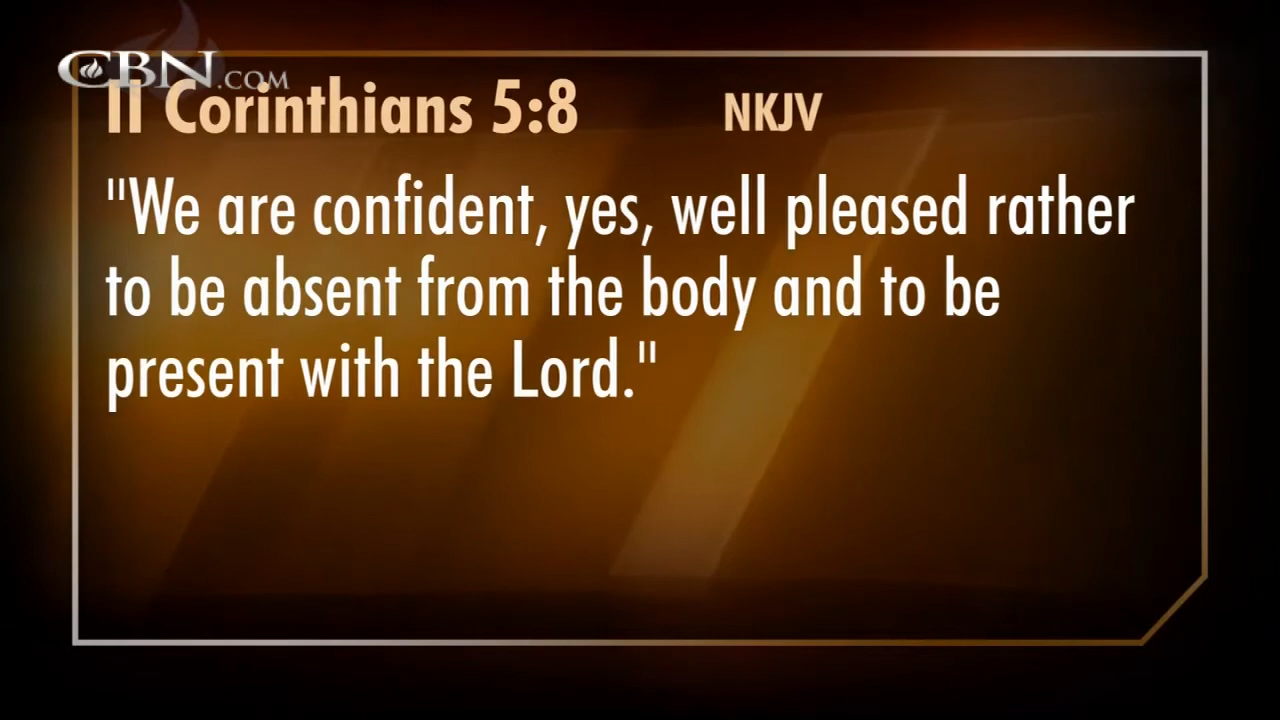 CBN.COM
II Corinthians 5:8 NKJV
"We are confident, yes, well pleased rather
to be absent from the body and to be
present with the Lord."